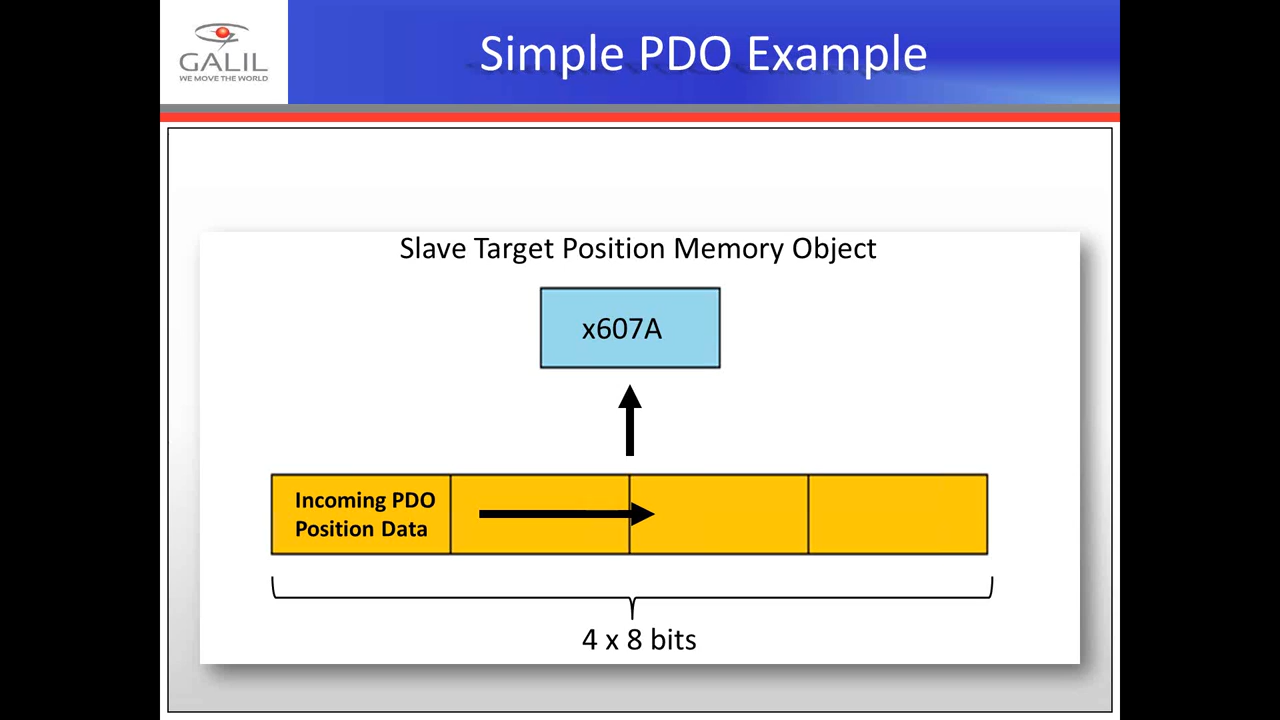 GALIL
WE MOVE THE WORLD
Simple PDO Example
Slave Target Position Memory Object
x607A
Incoming PDO
Position Data
4 x 8 bits